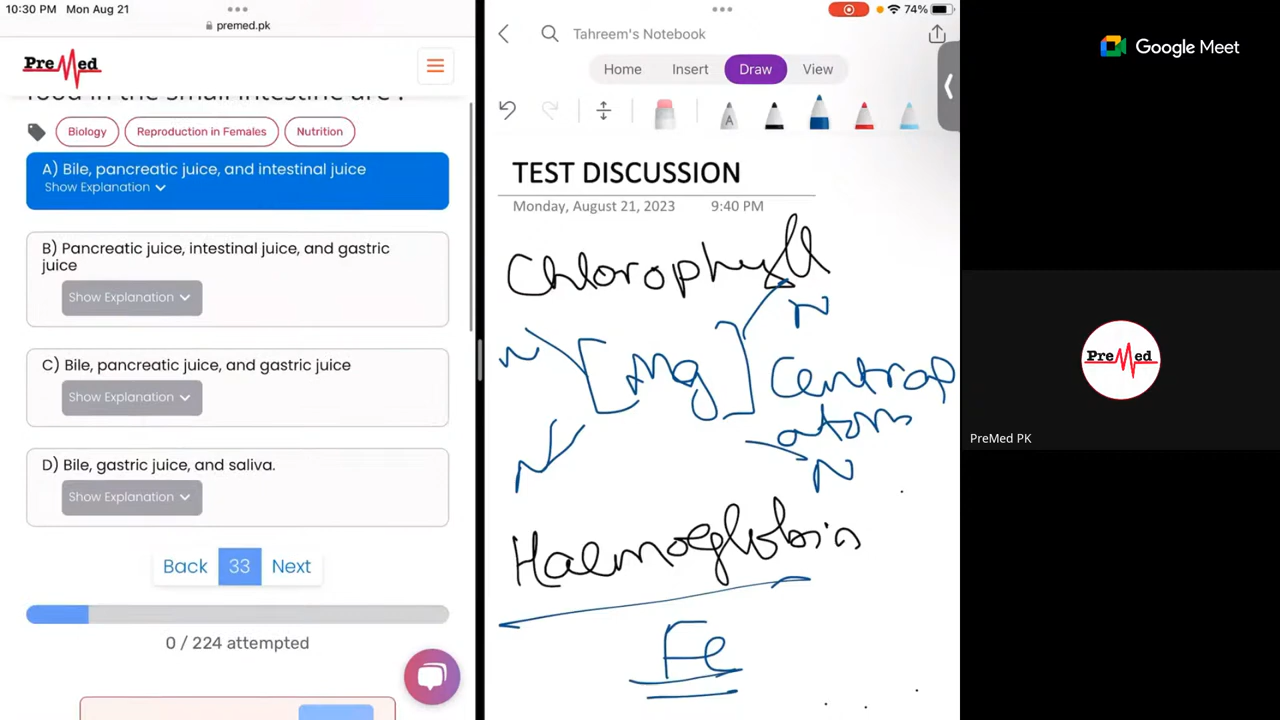 10:30 PM Mon Aug 21
premed.pk
PreMed
food in the small intestine are :
Biology
Reproduction in Females
Nutrition
A) Bile, pancreatic juice, and intestinal juice
Show Explanation
B) Pancreatic juice, intestinal juice, and gastric
juice
Show Explanation
C) Bile, pancreatic juice, and gastric juice
Show Explanation
D) Bile, gastric juice, and saliva.
Show Explanation
Back 33 Next
0 / 224 attempted
74%
Tahreem's Notebook
Home Insert Draw View
A
TEST DISCUSSION
Monday, August 21, 2023 9:40 PM
Chlorophyll
N
N [Mg] Central
atom
N N
Haemoglobin
Fe
Google Meet
PreMed
PreMed PK